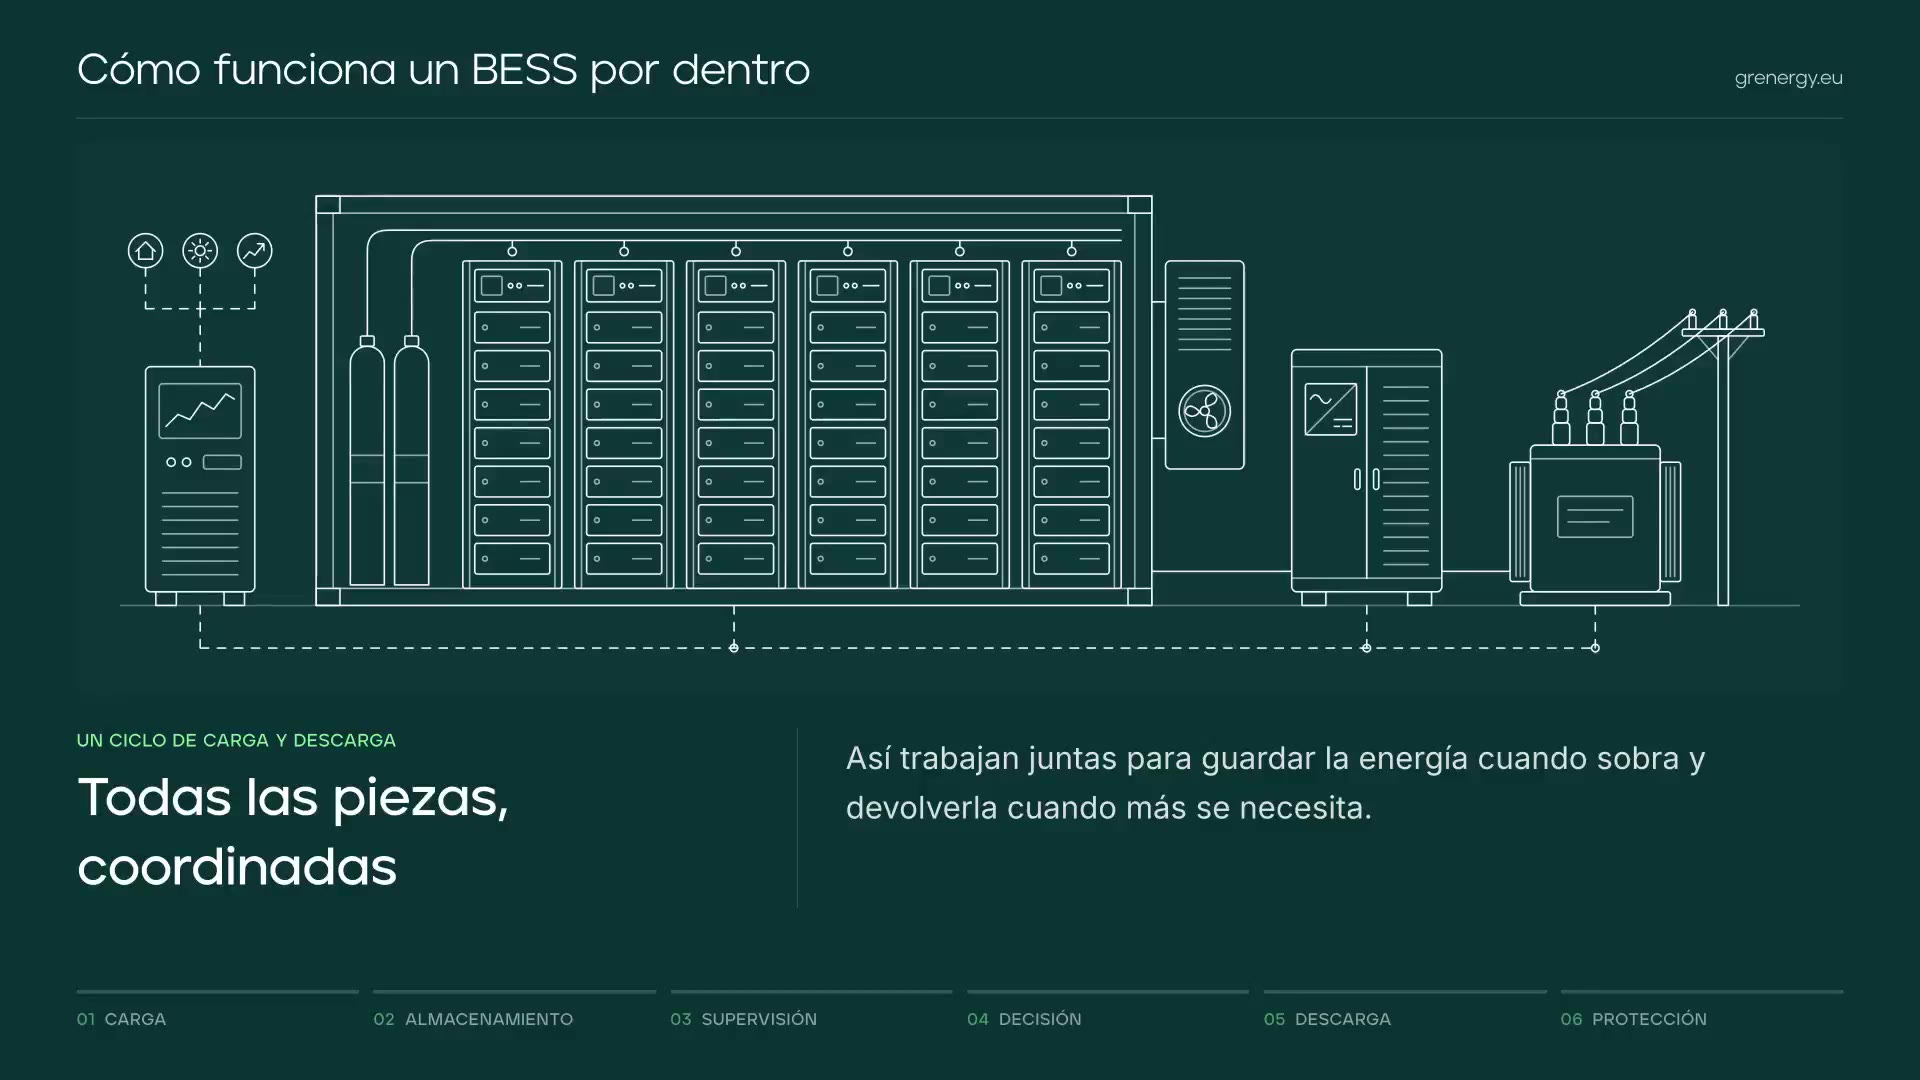 Cómo funciona un BESS por dentro
grenergy.eu
UN CICLO DE CARGA Y DESCARGA
Todas las piezas,
coordinadas
Así trabajan juntas para guardar la energía cuando sobra y
devolverla cuando más se necesita.
01 CARGA
02 ALMACENAMIENTO
03 SUPERVISIÓN
04 DECISIÓN
05 DESCARGA
06 PROTECCIÓN